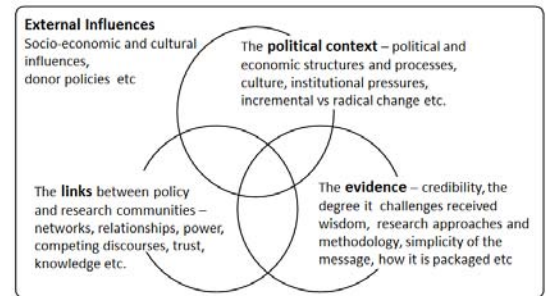 External Influences
Socio-economic and cultural
influences,
donor policies etc
The political context – political and
economic structures and processes,
culture, institutional pressures,
incremental vs radical change etc.
The links between policy
and research communities –
networks, relationships, power,
competing discourses, trust,
knowledge etc.
The evidence – credibility, the
degree it challenges received
wisdom, research approaches and
methodology, simplicity of the
message, how it is packaged etc